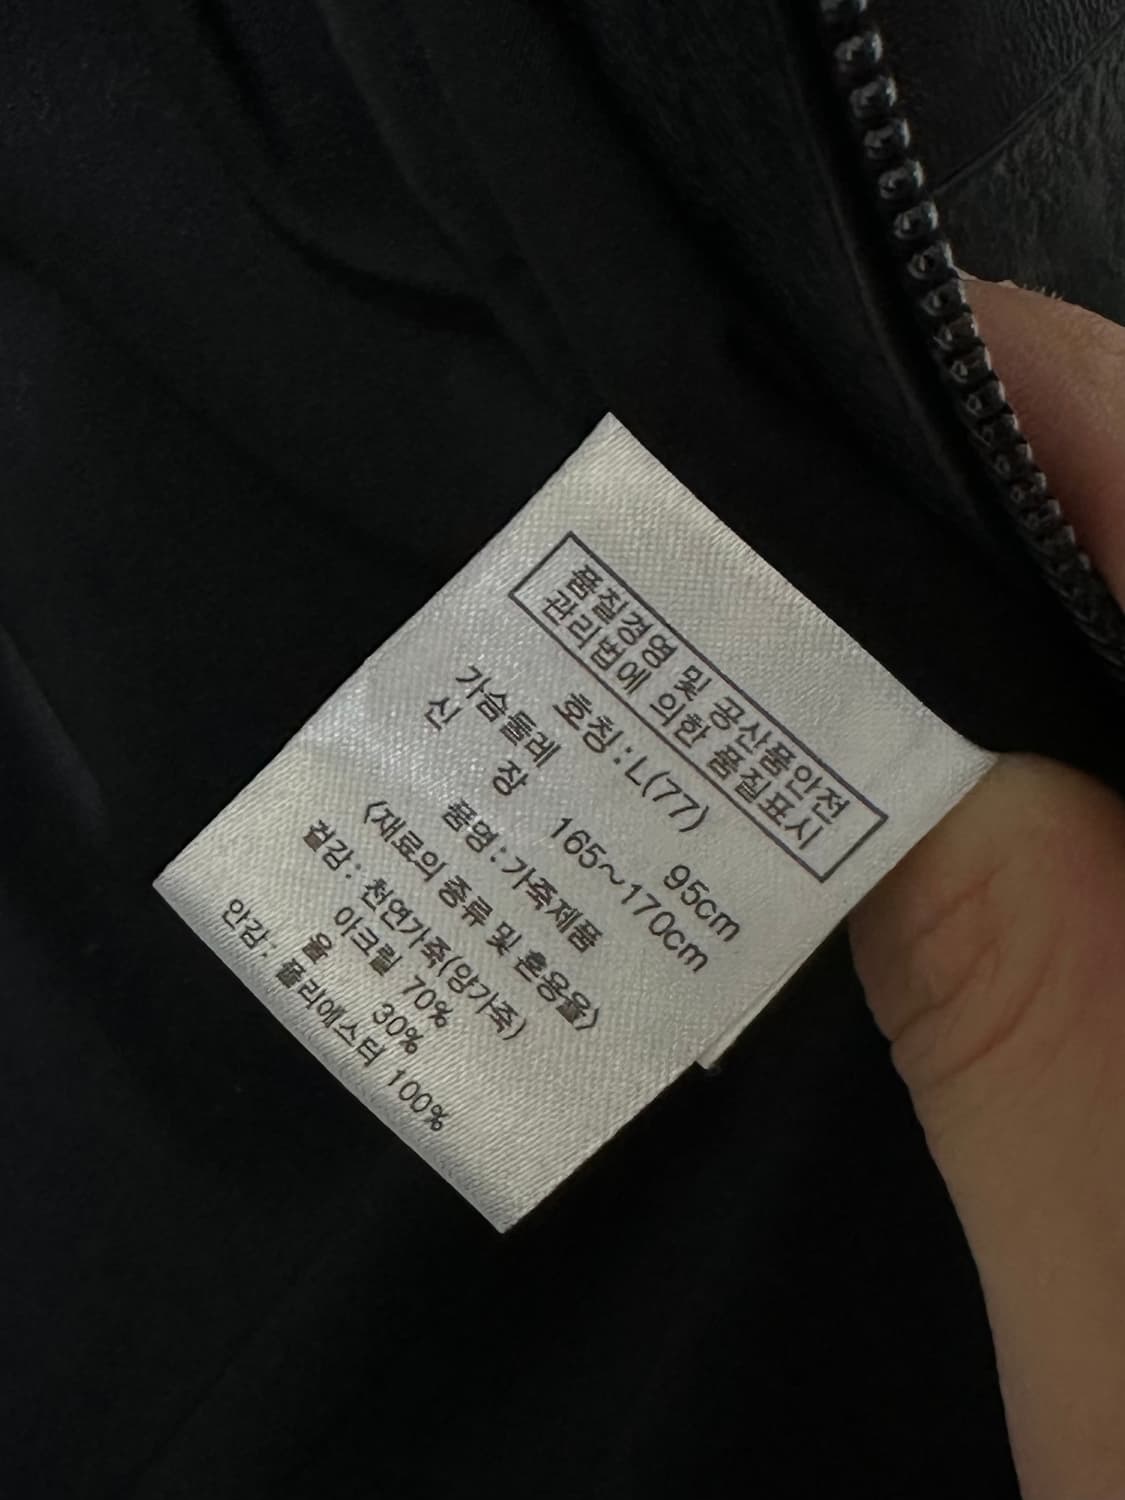 품질경영 및 공산품안전
관리법에 의한 품질표시
호칭 : L(77)
가슴둘레 95cm
신 장 165~170cm
품명 : 가죽제품
<재료의 종류 및 혼용율>
겉감 : 천연가죽(양가죽)
아크릴 70%
울 30%
안감 : 폴리에스터 100%